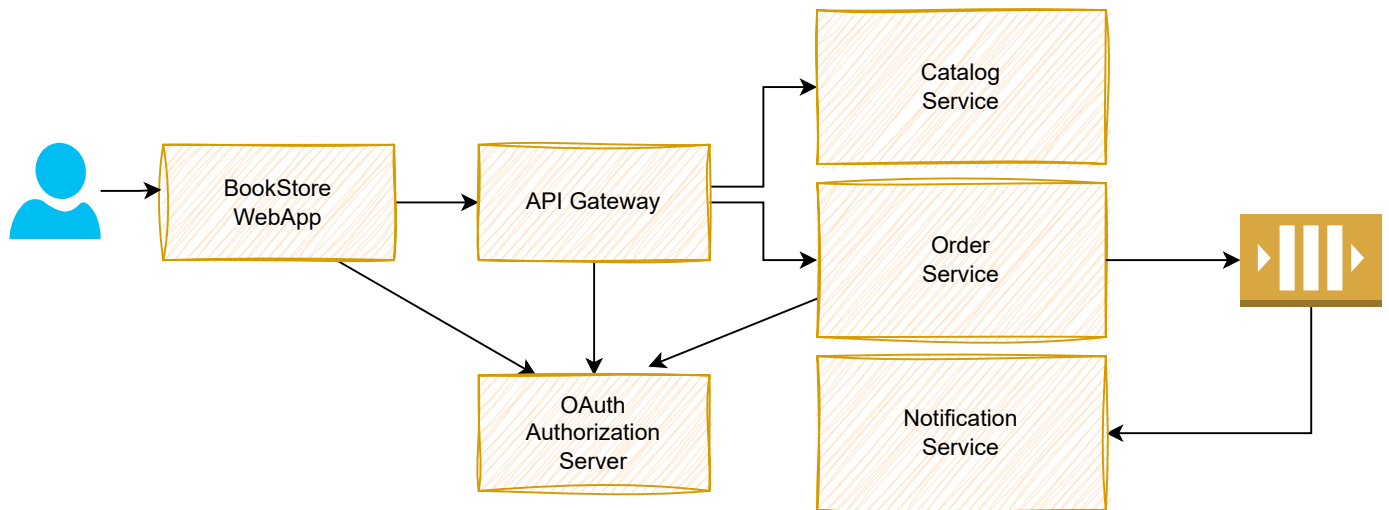 Catalog
Service
BookStore
WebApp
API Gateway
Order
Service
OAuth
Authorization
Server
Notification
Service